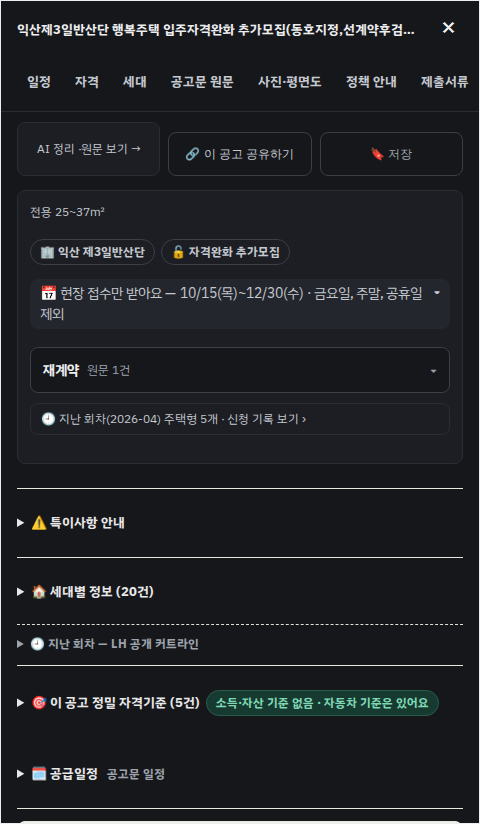 익산제3일반산단 행복주택 입주자격완화 추가모집(동호지정,선계약후검...
✕
일정 자격 세대 공고문 원문 사진·평면도 정책 안내 제출서류
AI 정리 ·원문 보기 →
🔗 이 공고 공유하기
🔖 저장
전용 25~37m²
🏢 익산 제3일반산단
🔓 자격완화 추가모집
📅 현장 접수만 받아요 — 10/15(목)~12/30(수) · 금요일, 주말, 공휴일
제외
재계약 원문 1건
🕘 지난 회차(2026-04) 주택형 5개 · 신청 기록 보기 ›
▶ ⚠️ 특이사항 안내
▶ 🏠 세대별 정보 (20건)
▶ 🕘 지난 회차 — LH 공개 커트라인
▶ 🎯 이 공고 정밀 자격기준 (5건) 소득·자산 기준 없음 · 자동차 기준은 있어요
▶ 🗓️ 공급일정 공고문 일정